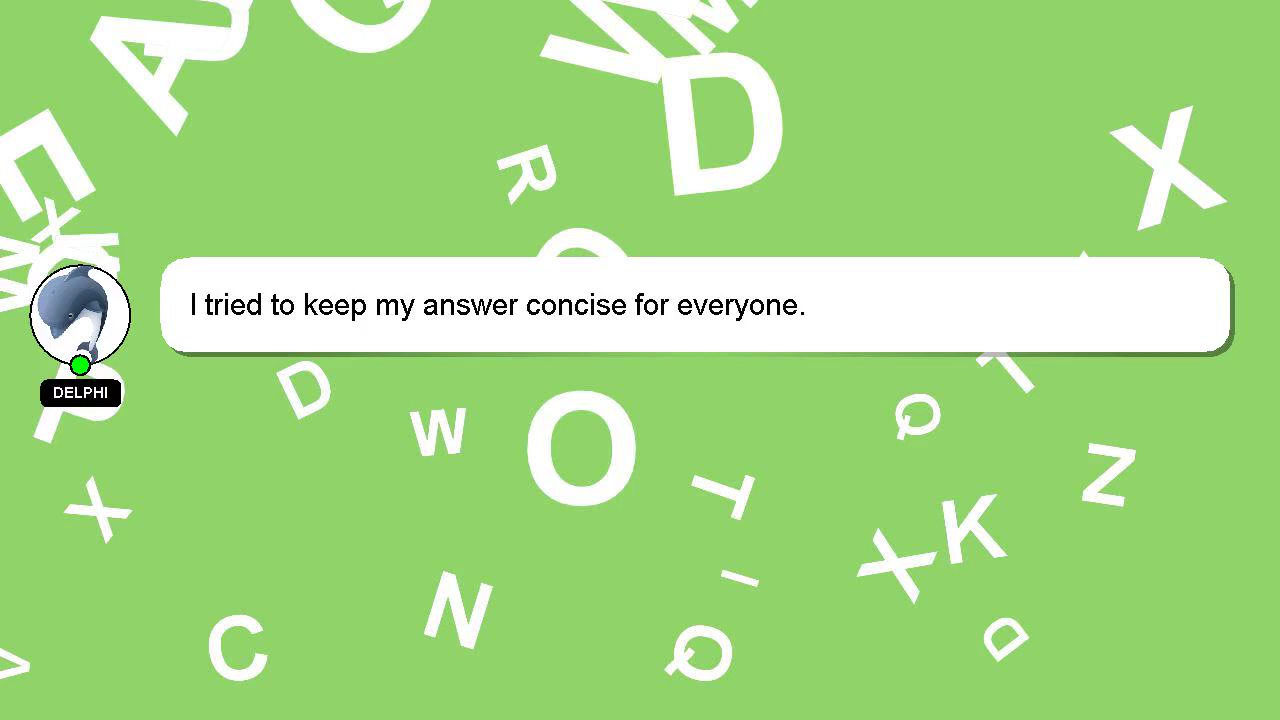 I tried to keep my answer concise for everyone.
DELPHI
A
G
W
M
D
R
X
E
X
W
D
W
O
T
Q
T
Z
X
K
X
I
N
C
Q
D
V